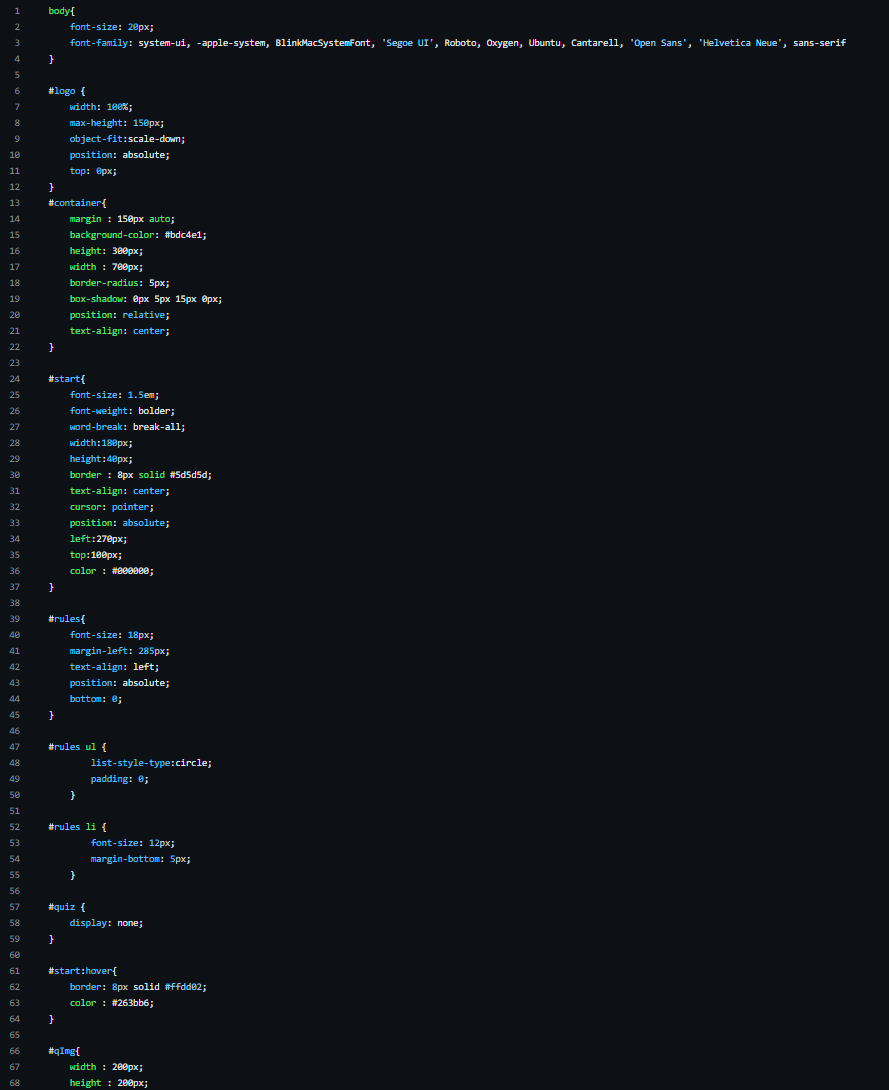 1 body{
2 font-size: 20px;
3 font-family: system-ui, -apple-system, BlinkMacSystemFont, 'Segoe UI', Roboto, Oxygen, Ubuntu, Cantarell, 'Open Sans', 'Helvetica Neue', sans-serif
4 }
5
6 #logo {
7 width: 100%;
8 max-height: 150px;
9 object-fit:scale-down;
10 position: absolute;
11 top: 0px;
12 }
13 #container{
14 margin : 150px auto;
15 background-color: #bdc4e1;
16 height: 300px;
17 width : 700px;
18 border-radius: 5px;
19 box-shadow: 0px 5px 15px 0px;
20 position: relative;
21 text-align: center;
22 }
23
24 #start{
25 font-size: 1.5em;
26 font-weight: bolder;
27 word-break: break-all;
28 width:180px;
29 height:40px;
30 border : 8px solid #5d5d5d;
31 text-align: center;
32 cursor: pointer;
33 position: absolute;
34 left:270px;
35 top:100px;
36 color : #000000;
37 }
38
39 #rules{
40 font-size: 18px;
41 margin-left: 285px;
42 text-align: left;
43 position: absolute;
44 bottom: 0;
45 }
46
47 #rules ul {
48 list-style-type:circle;
49 padding: 0;
50 }
51
52 #rules li {
53 font-size: 12px;
54 margin-bottom: 5px;
55 }
56
57 #quiz {
58 display: none;
59 }
60
61 #start:hover{
62 border: 8px solid #ffdd02;
63 color : #263bb6;
64 }
65
66 #qImg{
67 width : 200px;
68 height : 200px;